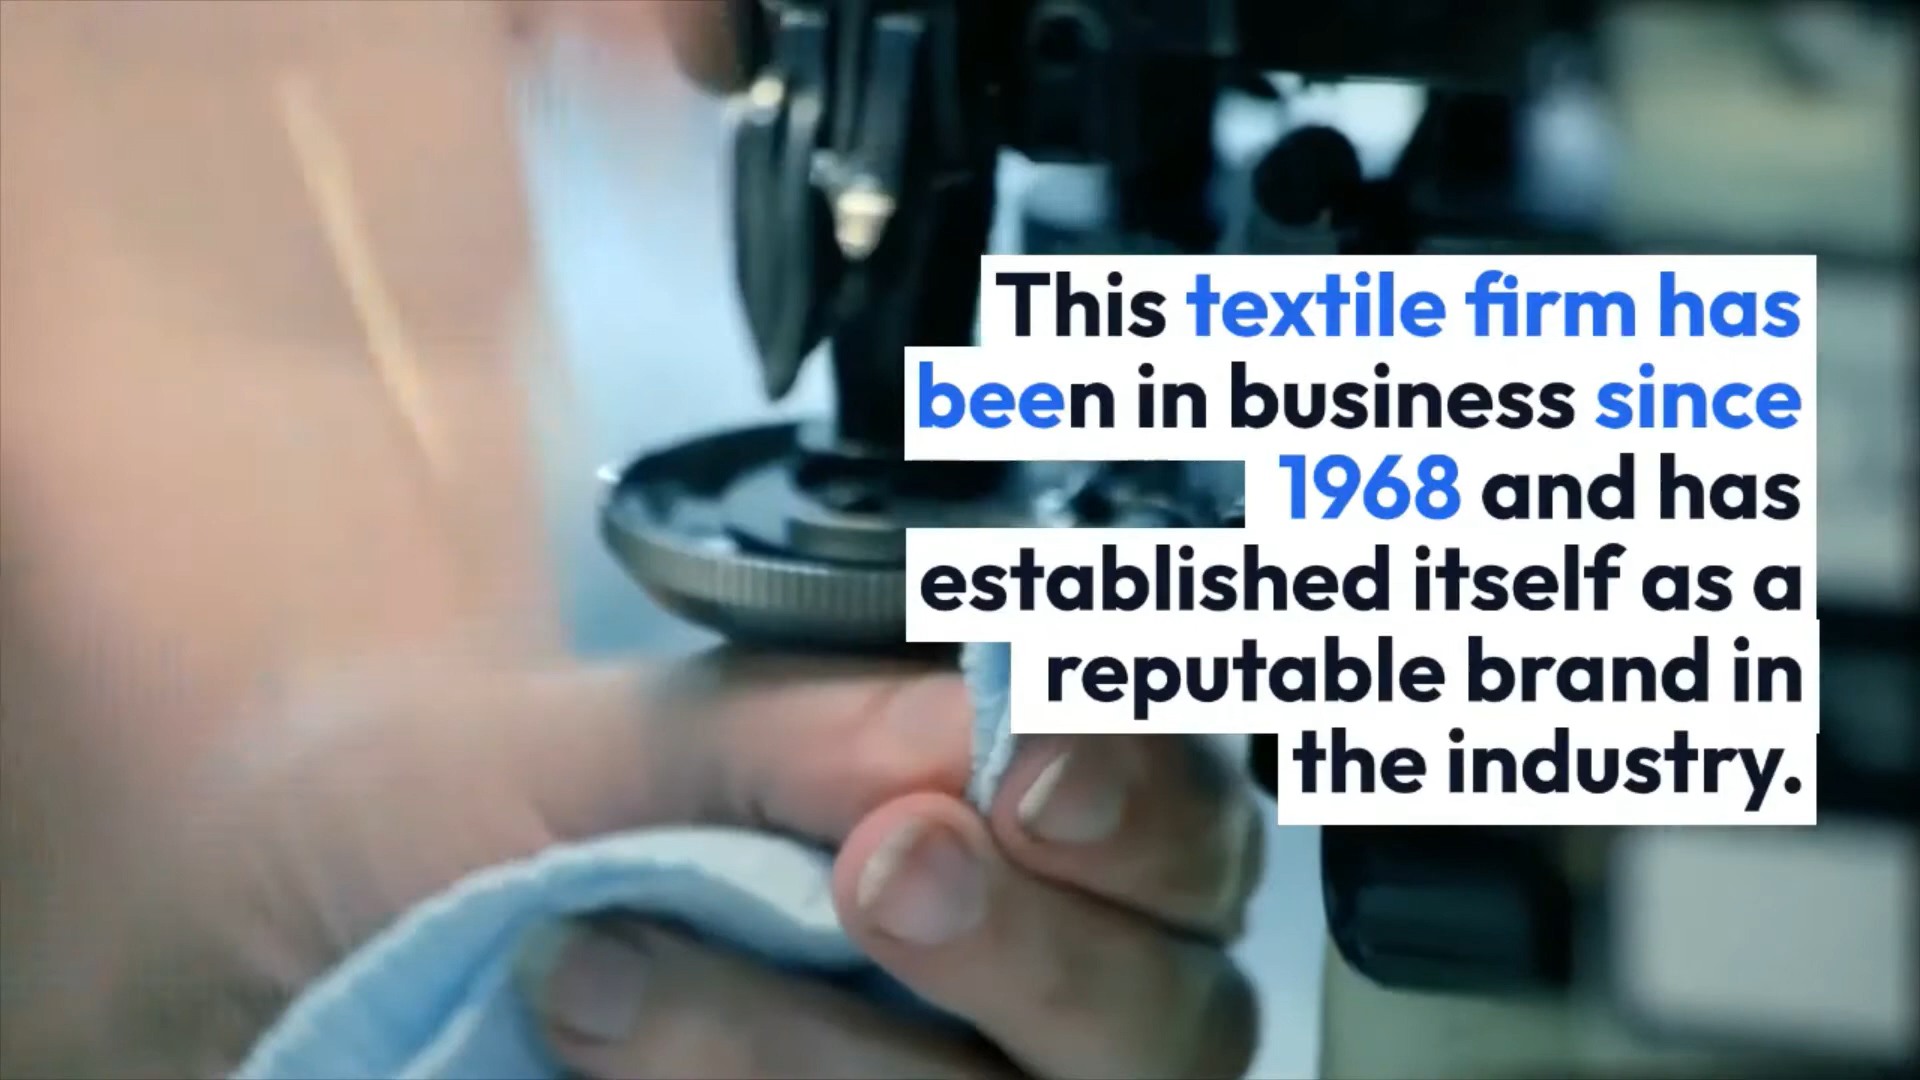 This textile firm has
been in business since
1968 and has
established itself as a
reputable brand in
the industry.